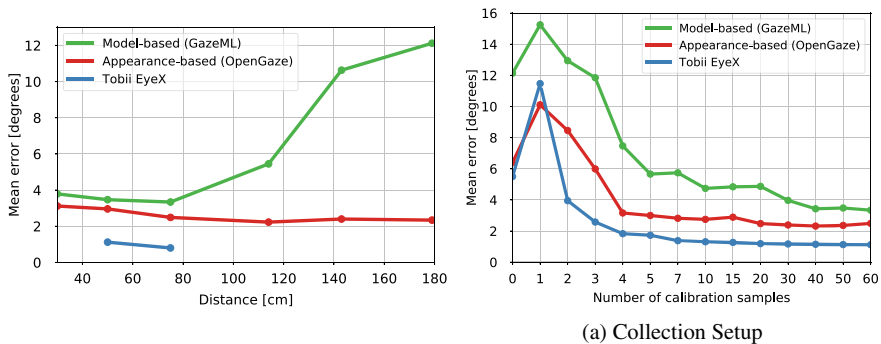 12
10
8
6
4
2
0
Mean error [degrees]
Model-based (GazeML)
Appearance-based (OpenGaze)
Tobii EyeX
40 60 80 100 120 140 160 180
Distance [cm]
16
14
12
10
8
6
4
2
0
Mean error [degrees]
Model-based (GazeML)
Appearance-based (OpenGaze)
Tobii EyeX
0 1 2 3 4 5 7 10 15 20 30 40 50 60
Number of calibration samples
(a) Collection Setup